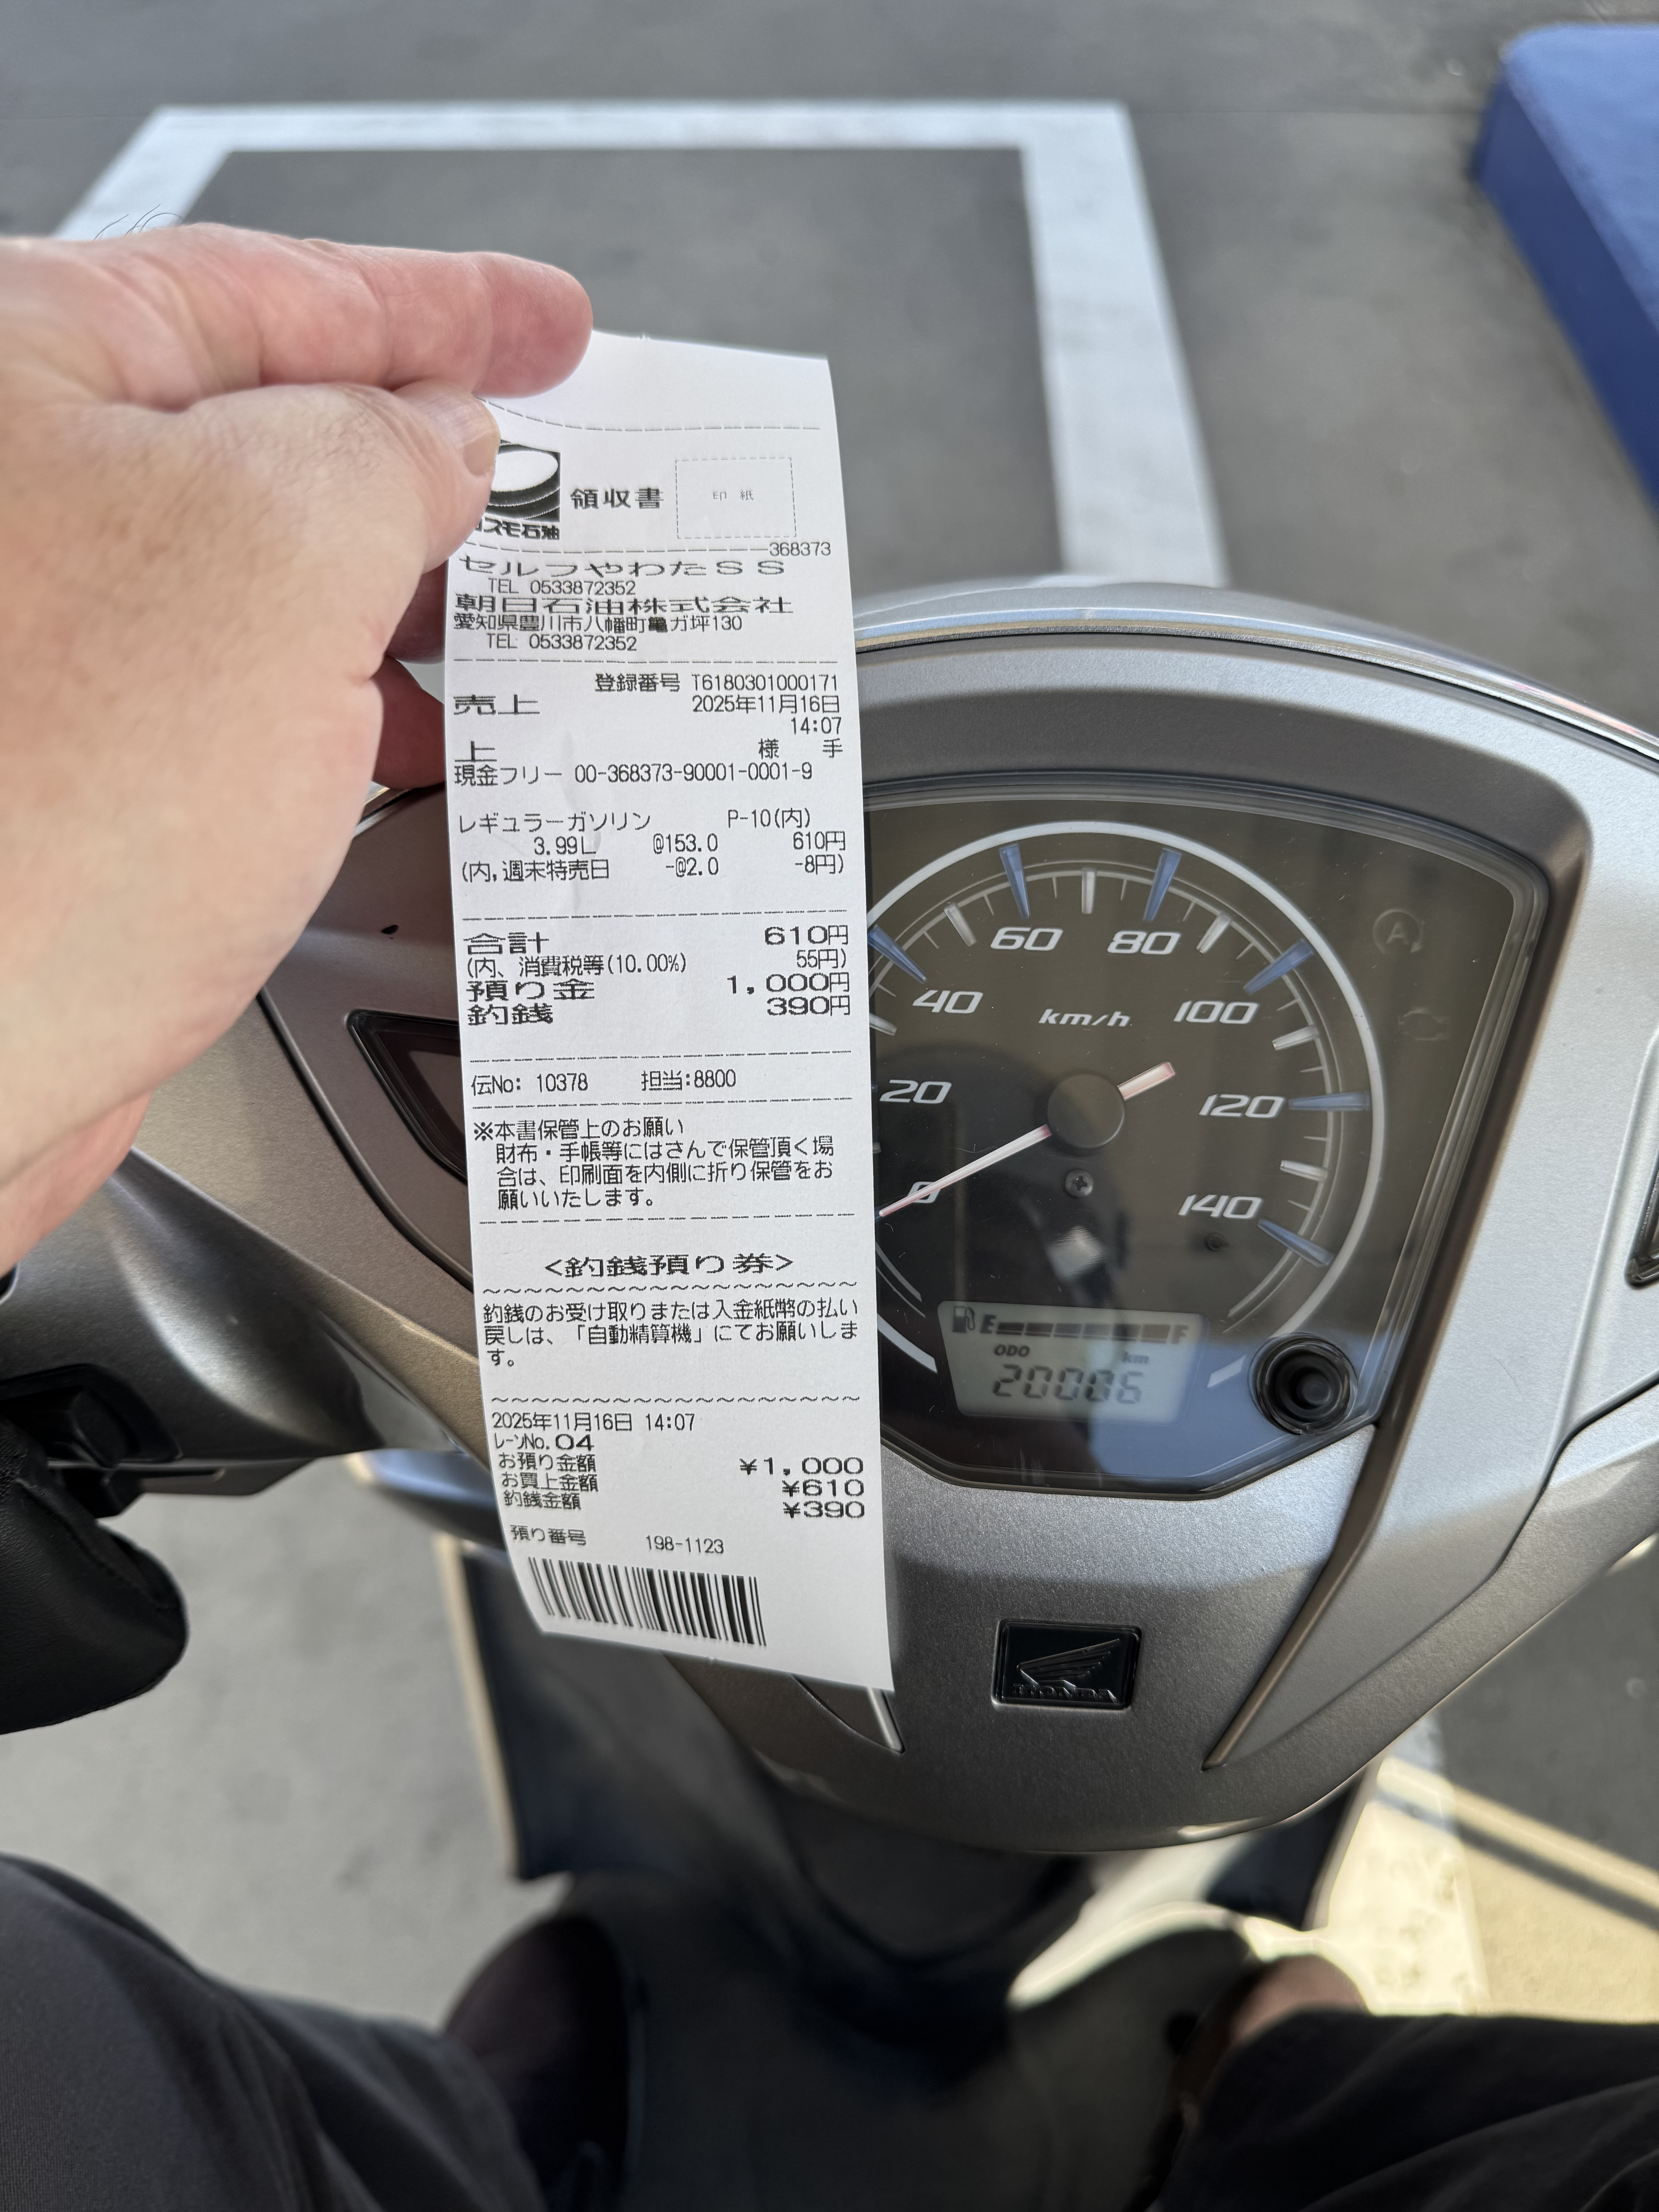 スモ石油
領収書
印 紙
368373
セルフやわたSS
TEL 0533872352
朝日石油株式会社
愛知県豊川市八幡町亀ガ坪130
TEL 0533872352
登録番号 T6180301000171
売上 2025年11月16日
14:07
上 様 手
現金フリー 00-368373-90001-0001-9
レギュラーガソリン P-10(内)
3.99L @153.0 610円
(内,週末特売日 -@2.0 -8円)
合計 610円
(内、消費税等(10.00%) 55円)
預り金 1,000円
釣銭 390円
伝No: 10378 担当:8800
※本書保管上のお願い
財布・手帳等にはさんで保管頂く場
合は、印刷面を内側に折り保管をお
願いいたします。
<釣銭預り券>
釣銭のお受け取りまたは入金紙幣の払い
戻しは、「自動精算機」にてお願いしま
す。
2025年11月16日 14:07
レーンNo. 04
お預り金額 ¥1,000
お買上金額 ¥610
釣銭金額 ¥390
預り番号 198-1123
0
20
40
60
80
100
120
140
km/h
A
E F
ODO km
20006
HONDA